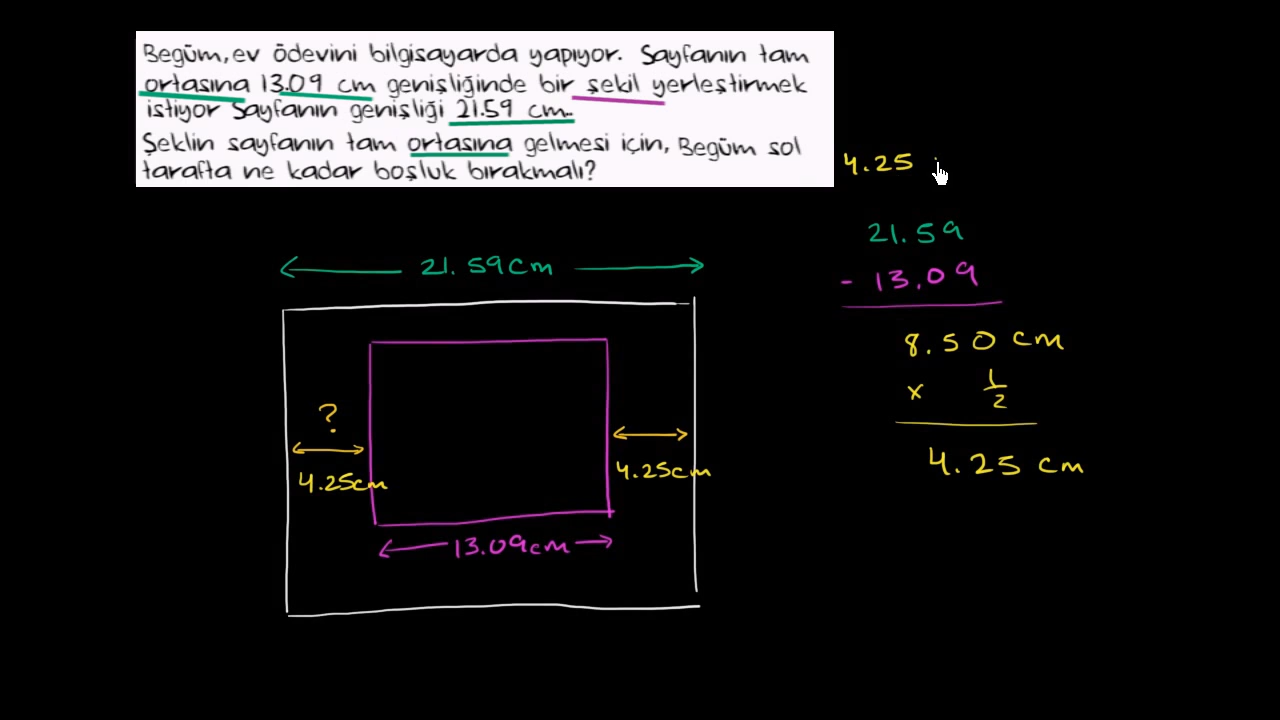 Begüm, ev ödevini bilgisayarda yapıyor. Sayfanın tam
ortasına 13.09 cm genişliğinde bir şekil yerleştirmek
istiyor Sayfanın genişliği 21.59 cm..
Şeklin sayfanın tam ortasına gelmesi için, Begüm sol
tarafta ne kadar boşluk bırakmalı?
4.25
21.59
- 13.09
8.50 cm
x 1/2
4.25 cm
21.59cm
?
4.25cm
4.25cm
13.09cm